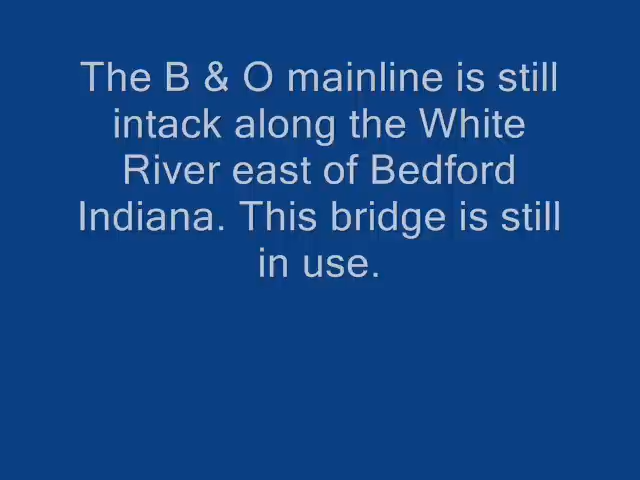 The B & O mainline is still
intack along the White
River east of Bedford
Indiana. This bridge is still
in use.